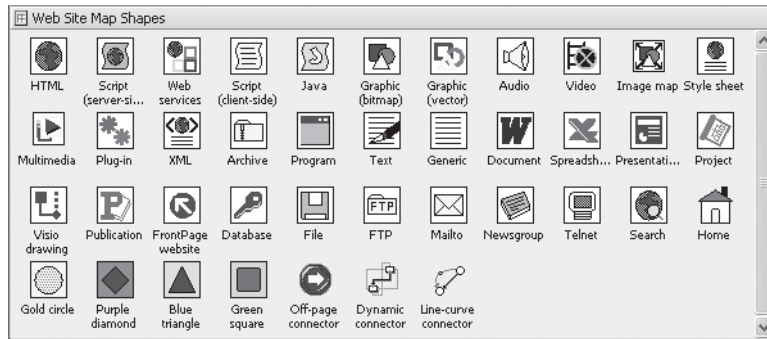 Web Site Map Shapes
HTML Script Web Script Java Graphic Graphic Audio Video Image map Style sheet
(server-si... services (client-side) (bitmap) (vector)
Multimedia Plug-in XML Archive Program Text Generic Document Spreadsh... Presentati... Project
FTP
Visio Publication FrontPage Database File FTP Mailto Newsgroup Telnet Search Home
drawing website
Gold circle Purple Blue Green Off-page Dynamic Line-curve
diamond triangle square connector connector connector